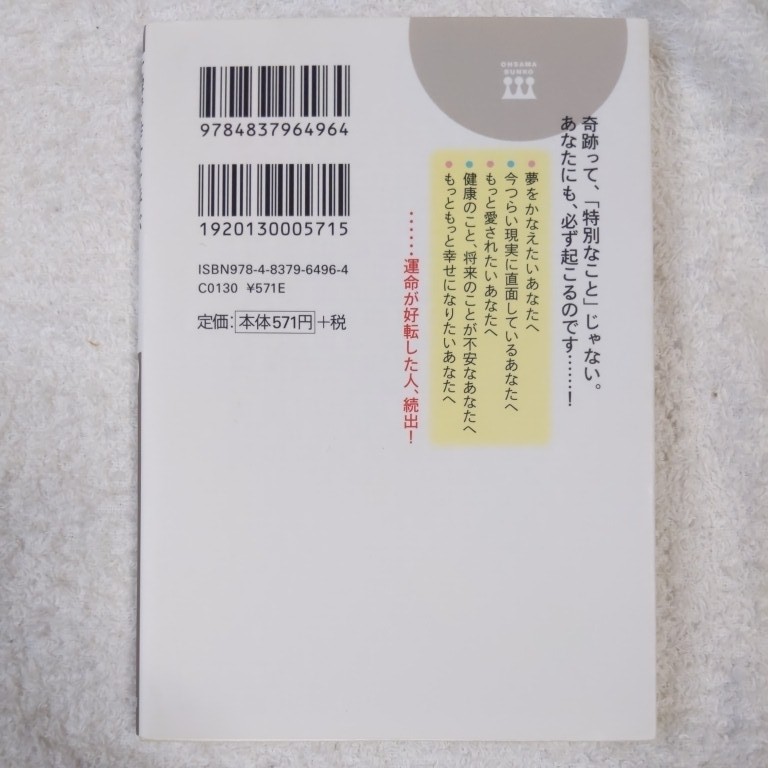 OHSAMA
BUNKO
奇跡って、「特別なこと」じゃない。
あなたにも、必ず起こるのです……！
夢をかなえたいあなたへ
今つらい現実に直面しているあなたへ
もっと愛されたいあなたへ
健康のこと、将来のことが不安なあなたへ
もっともっと幸せになりたいあなたへ
……運命が好転した人、続出！
9784837964964
1920130005715
ISBN978-4-8379-6496-4
C0130 ¥571E
定価：本体571円＋税